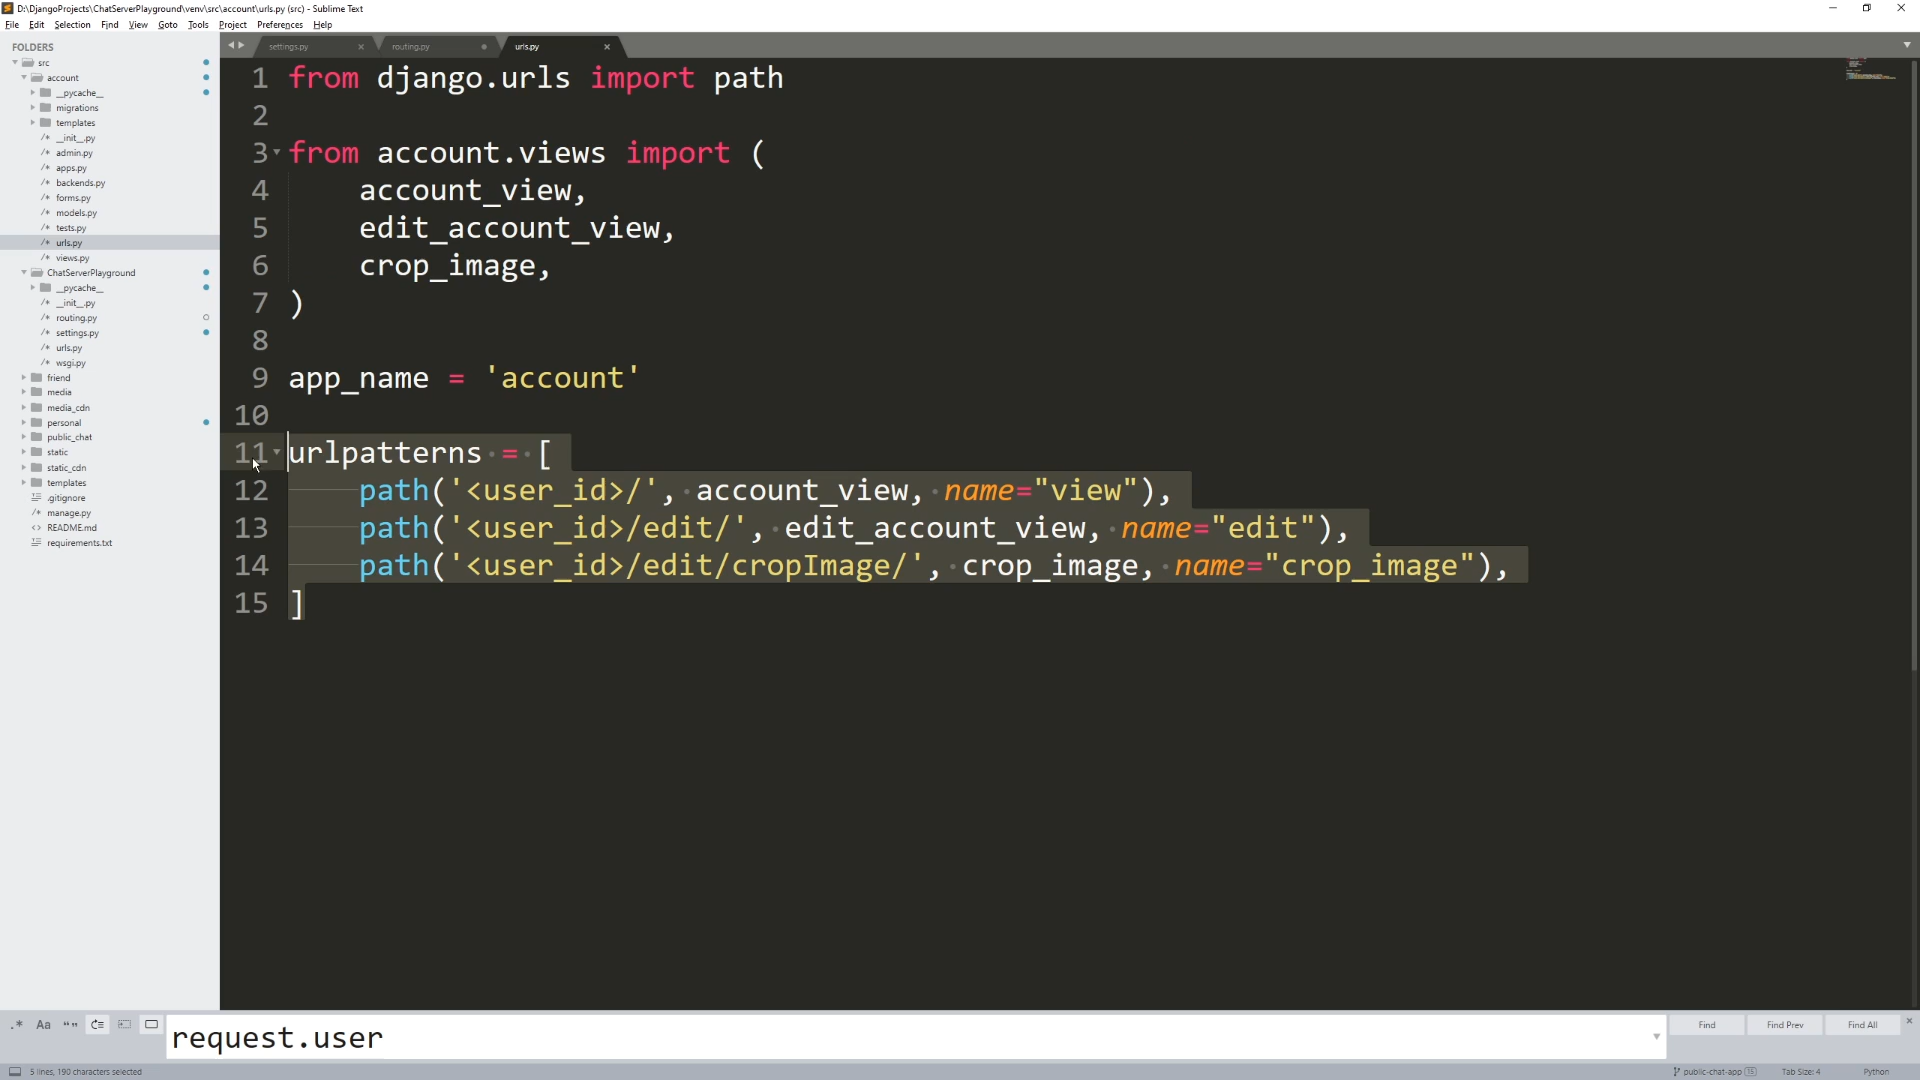 D:\DjangoProjects\ChatServerPlayground\venv\src\account\urls.py (src) - Sublime Text
File Edit Selection Find View Goto Tools Project Preferences Help
FOLDERS
src
account
__pycache__
migrations
templates
__init__.py
admin.py
apps.py
backends.py
forms.py
models.py
tests.py
urls.py
views.py
ChatServerPlayground
__pycache__
__init__.py
routing.py
settings.py
urls.py
wsgi.py
friend
media
media_cdn
personal
public_chat
static
static_cdn
templates
.gitignore
manage.py
README.md
requirements.txt
settings.py routing.py urls.py
1 from django.urls import path
2
3 from account.views import (
4 account_view,
5 edit_account_view,
6 crop_image,
7 )
8
9 app_name = 'account'
10
11 urlpatterns = [
12 path('<user_id>/', account_view, name="view"),
13 path('<user_id>/edit/', edit_account_view, name="edit"),
14 path('<user_id>/edit/cropImage/', crop_image, name="crop_image"),
15 ]
.* Aa “” request.user Find Find Prev Find All
5 lines, 190 characters selected public-chat-app 15 Tab Size: 4 Python